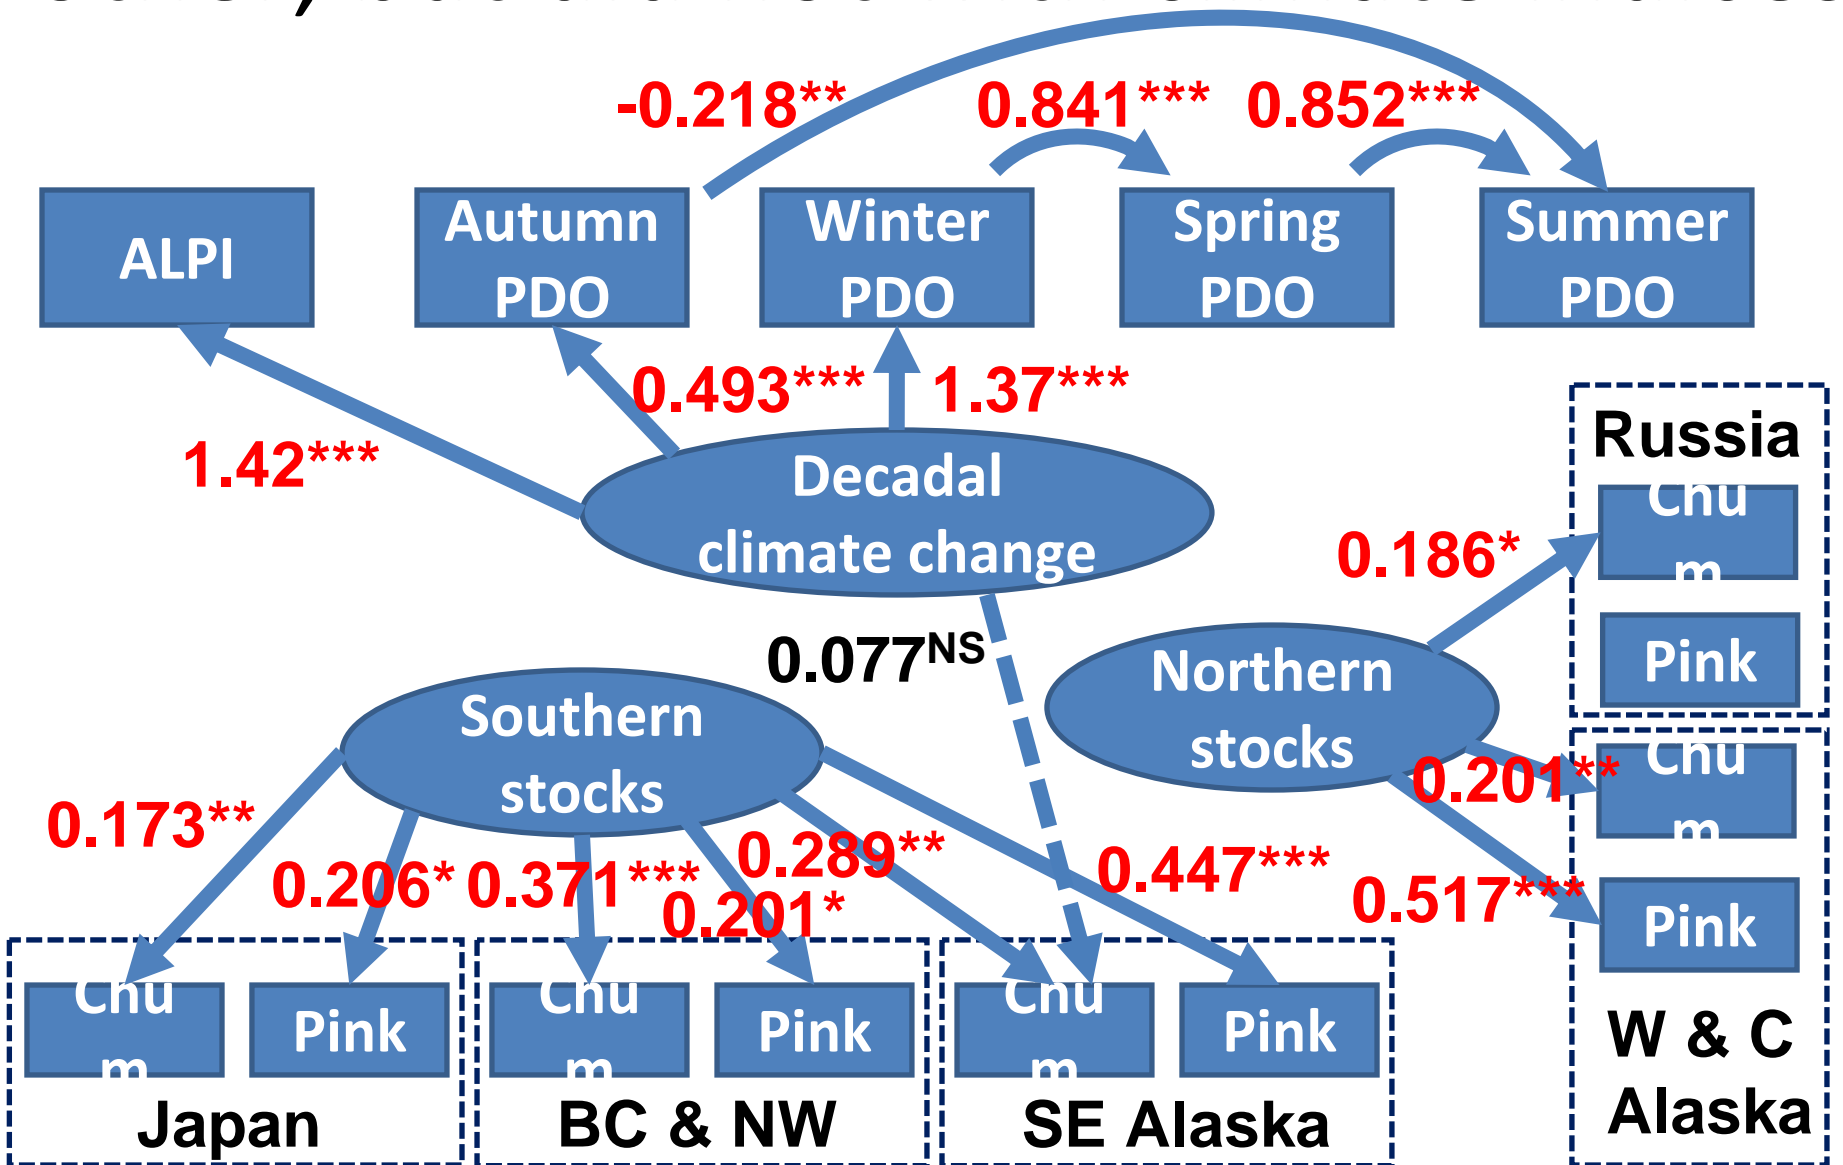 -0.218** 0.841*** 0.852***
ALPI
Autumn
PDO
Winter
PDO
Spring
PDO
Summer
PDO
0.493*** 1.37***
1.42***
Decadal
climate change
Russia
Chu
m
Pink
0.186*
0.077NS
Northern
stocks
Southern
stocks
0.201**
0.517***
Chu
m
Pink
W & C
Alaska
0.173**
0.206*
0.371***
0.201*
0.289**
0.447***
Chu
m
Pink
Japan
Chu
m
Pink
BC & NW
Chu
m
Pink
SE Alaska